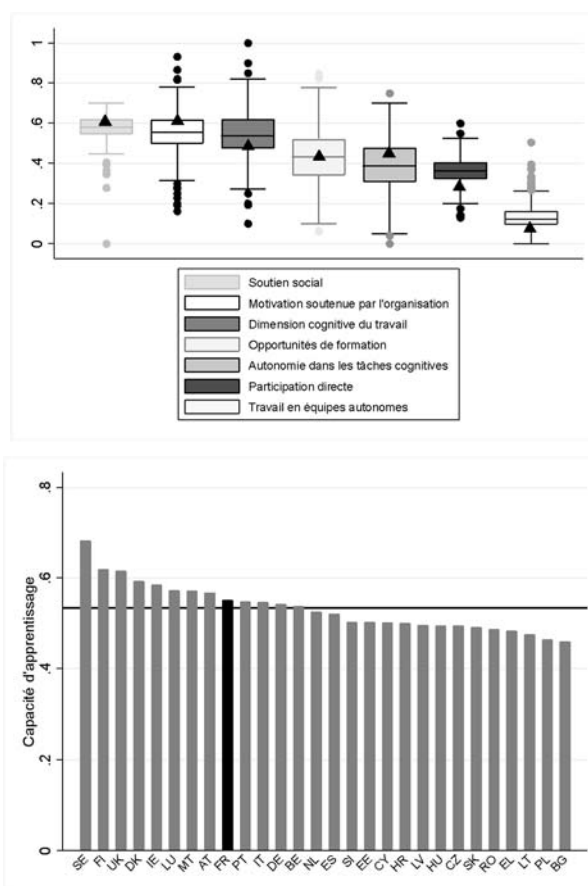 1
.8
.6
.4
.2
0
Soutien social
Motivation soutenue par l'organisation
Dimension cognitive du travail
Opportunités de formation
Autonomie dans les tâches cognitives
Participation directe
Travail en équipes autonomes
Capacité d'apprentissage
.8
.6
.4
.2
0
SE FI UK DK IE LU MT AT FR PT IT DE BE NL ES SI EE CY HR LV HU CZ SK RO EL LT PL BG